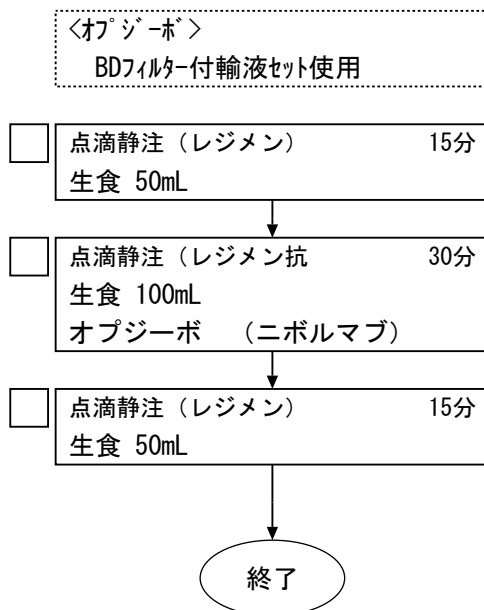 <ｵﾌﾟｼﾞｰﾎﾞ>
BDﾌｨﾙﾀｰ付輸液ｾｯﾄ使用
点滴静注（レジメン） 15分
生食 50mL
点滴静注（レジメン抗 30分
生食 100mL
オプジーボ （ニボルマブ）
点滴静注（レジメン） 15分
生食 50mL
終了